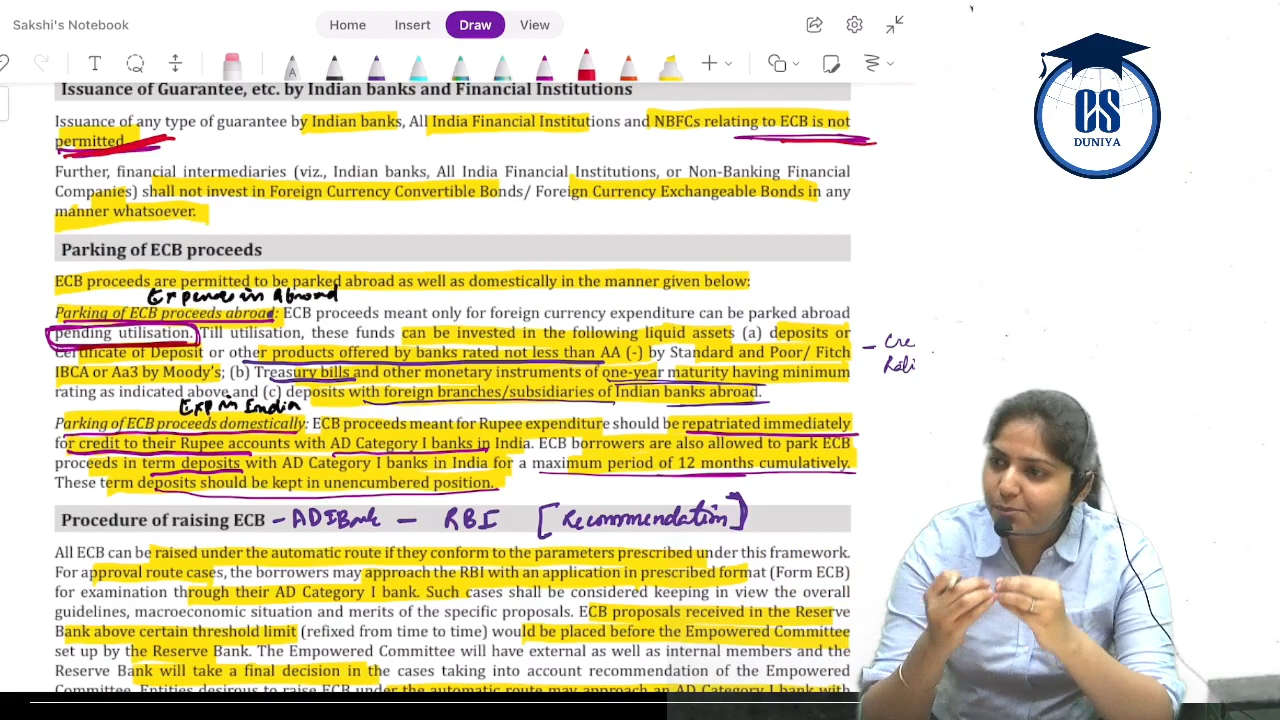 Sakshi's Notebook
Home Insert Draw View
CS
DUNIYA
Issuance of Guarantee, etc. by Indian banks and Financial Institutions
Issuance of any type of guarantee by Indian banks, All India Financial Institutions and NBFCs relating to ECB is not
permitted
Further, financial intermediaries (viz., Indian banks, All India Financial Institutions, or Non-Banking Financial
Companies) shall not invest in Foreign Currency Convertible Bonds/ Foreign Currency Exchangeable Bonds in any
manner whatsoever.
Parking of ECB proceeds
ECB proceeds are permitted to be parked abroad as well as domestically in the manner given below:
Expense in Abroad
Parking of ECB proceeds abroad: ECB proceeds meant only for foreign currency expenditure can be parked abroad
pending utilisation. Till utilisation, these funds can be invested in the following liquid assets (a) deposits or
Certificate of Deposit or other products offered by banks rated not less than AA (-) by Standard and Poor/ Fitch
IBCA or Aa3 by Moody's; (b) Treasury bills and other monetary instruments of one-year maturity having minimum
rating as indicated above and (c) deposits with foreign branches/subsidiaries of Indian banks abroad.
- Cre
Rati
Exp in India
Parking of ECB proceeds domestically: ECB proceeds meant for Rupee expenditure should be repatriated immediately
for credit to their Rupee accounts with AD Category I banks in India. ECB borrowers are also allowed to park ECB
proceeds in term deposits with AD Category I banks in India for a maximum period of 12 months cumulatively.
These term deposits should be kept in unencumbered position.
Procedure of raising ECB - AD I Bank - RBI [Recommendation]
All ECB can be raised under the automatic route if they conform to the parameters prescribed under this framework.
For approval route cases, the borrowers may approach the RBI with an application in prescribed format (Form ECB)
for examination through their AD Category I bank. Such cases shall be considered keeping in view the overall
guidelines, macroeconomic situation and merits of the specific proposals. ECB proposals received in the Reserve
Bank above certain threshold limit (refixed from time to time) would be placed before the Empowered Committee
set up by the Reserve Bank. The Empowered Committee will have external as well as internal members and the
Reserve Bank will take a final decision in the cases taking into account recommendation of the Empowered
Committee. Entities desirous to raise ECB under the automatic route may approach an AD Category I bank with